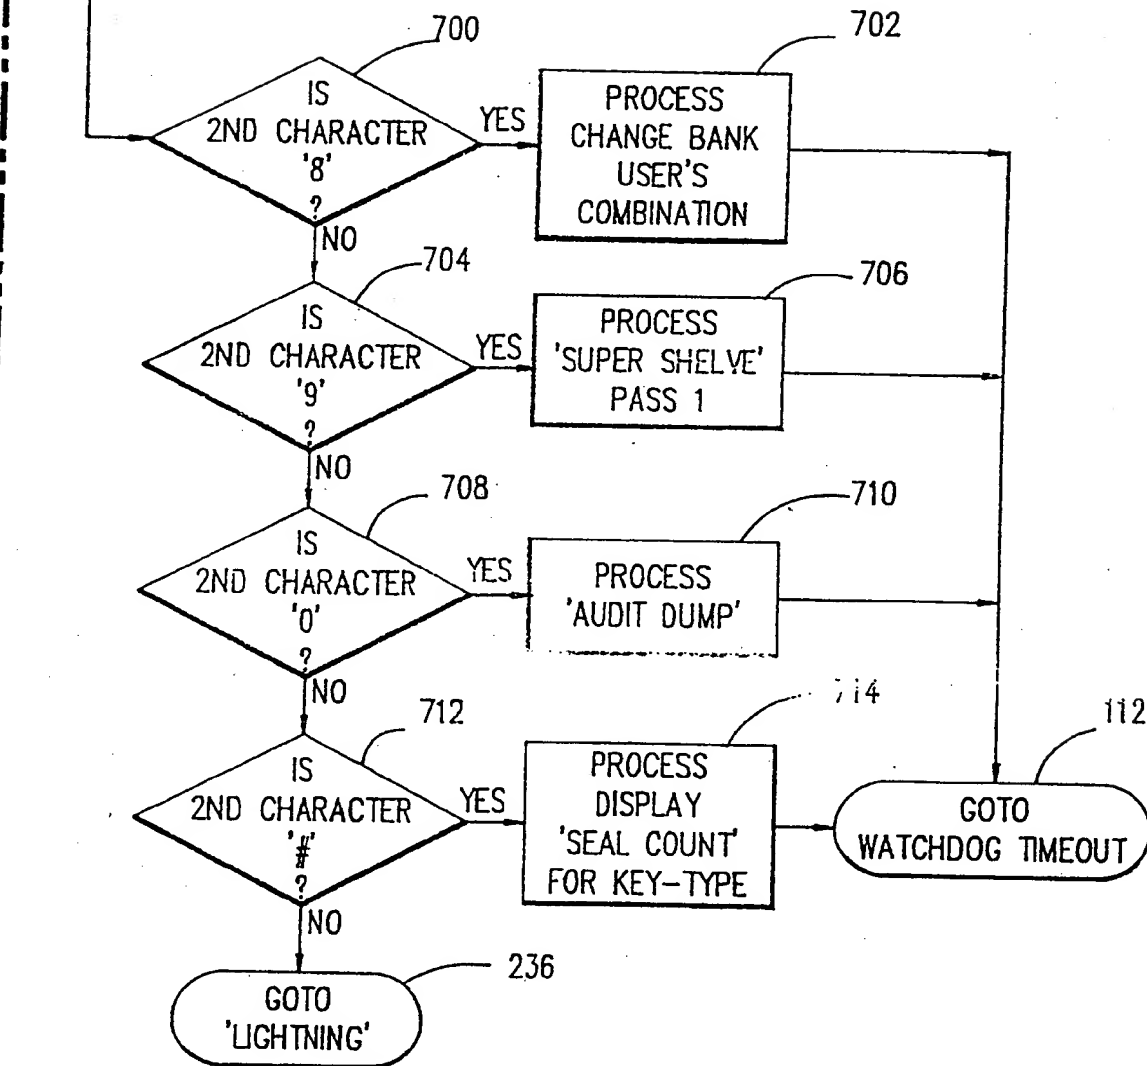 700
702
IS
2ND CHARACTER
'8'
?
YES
PROCESS
CHANGE BANK
USER'S
COMBINATION
NO
704
706
IS
2ND CHARACTER
'9'
?
YES
PROCESS
'SUPER SHELVE'
PASS 1
NO
708
710
IS
2ND CHARACTER
'0'
?
YES
PROCESS
'AUDIT DUMP'
NO
712
714
112
IS
2ND CHARACTER
'#'
?
YES
PROCESS
DISPLAY
'SEAL COUNT'
FOR KEY-TYPE
GOTO
WATCHDOG TIMEOUT
NO
236
GOTO
'LIGHTNING'